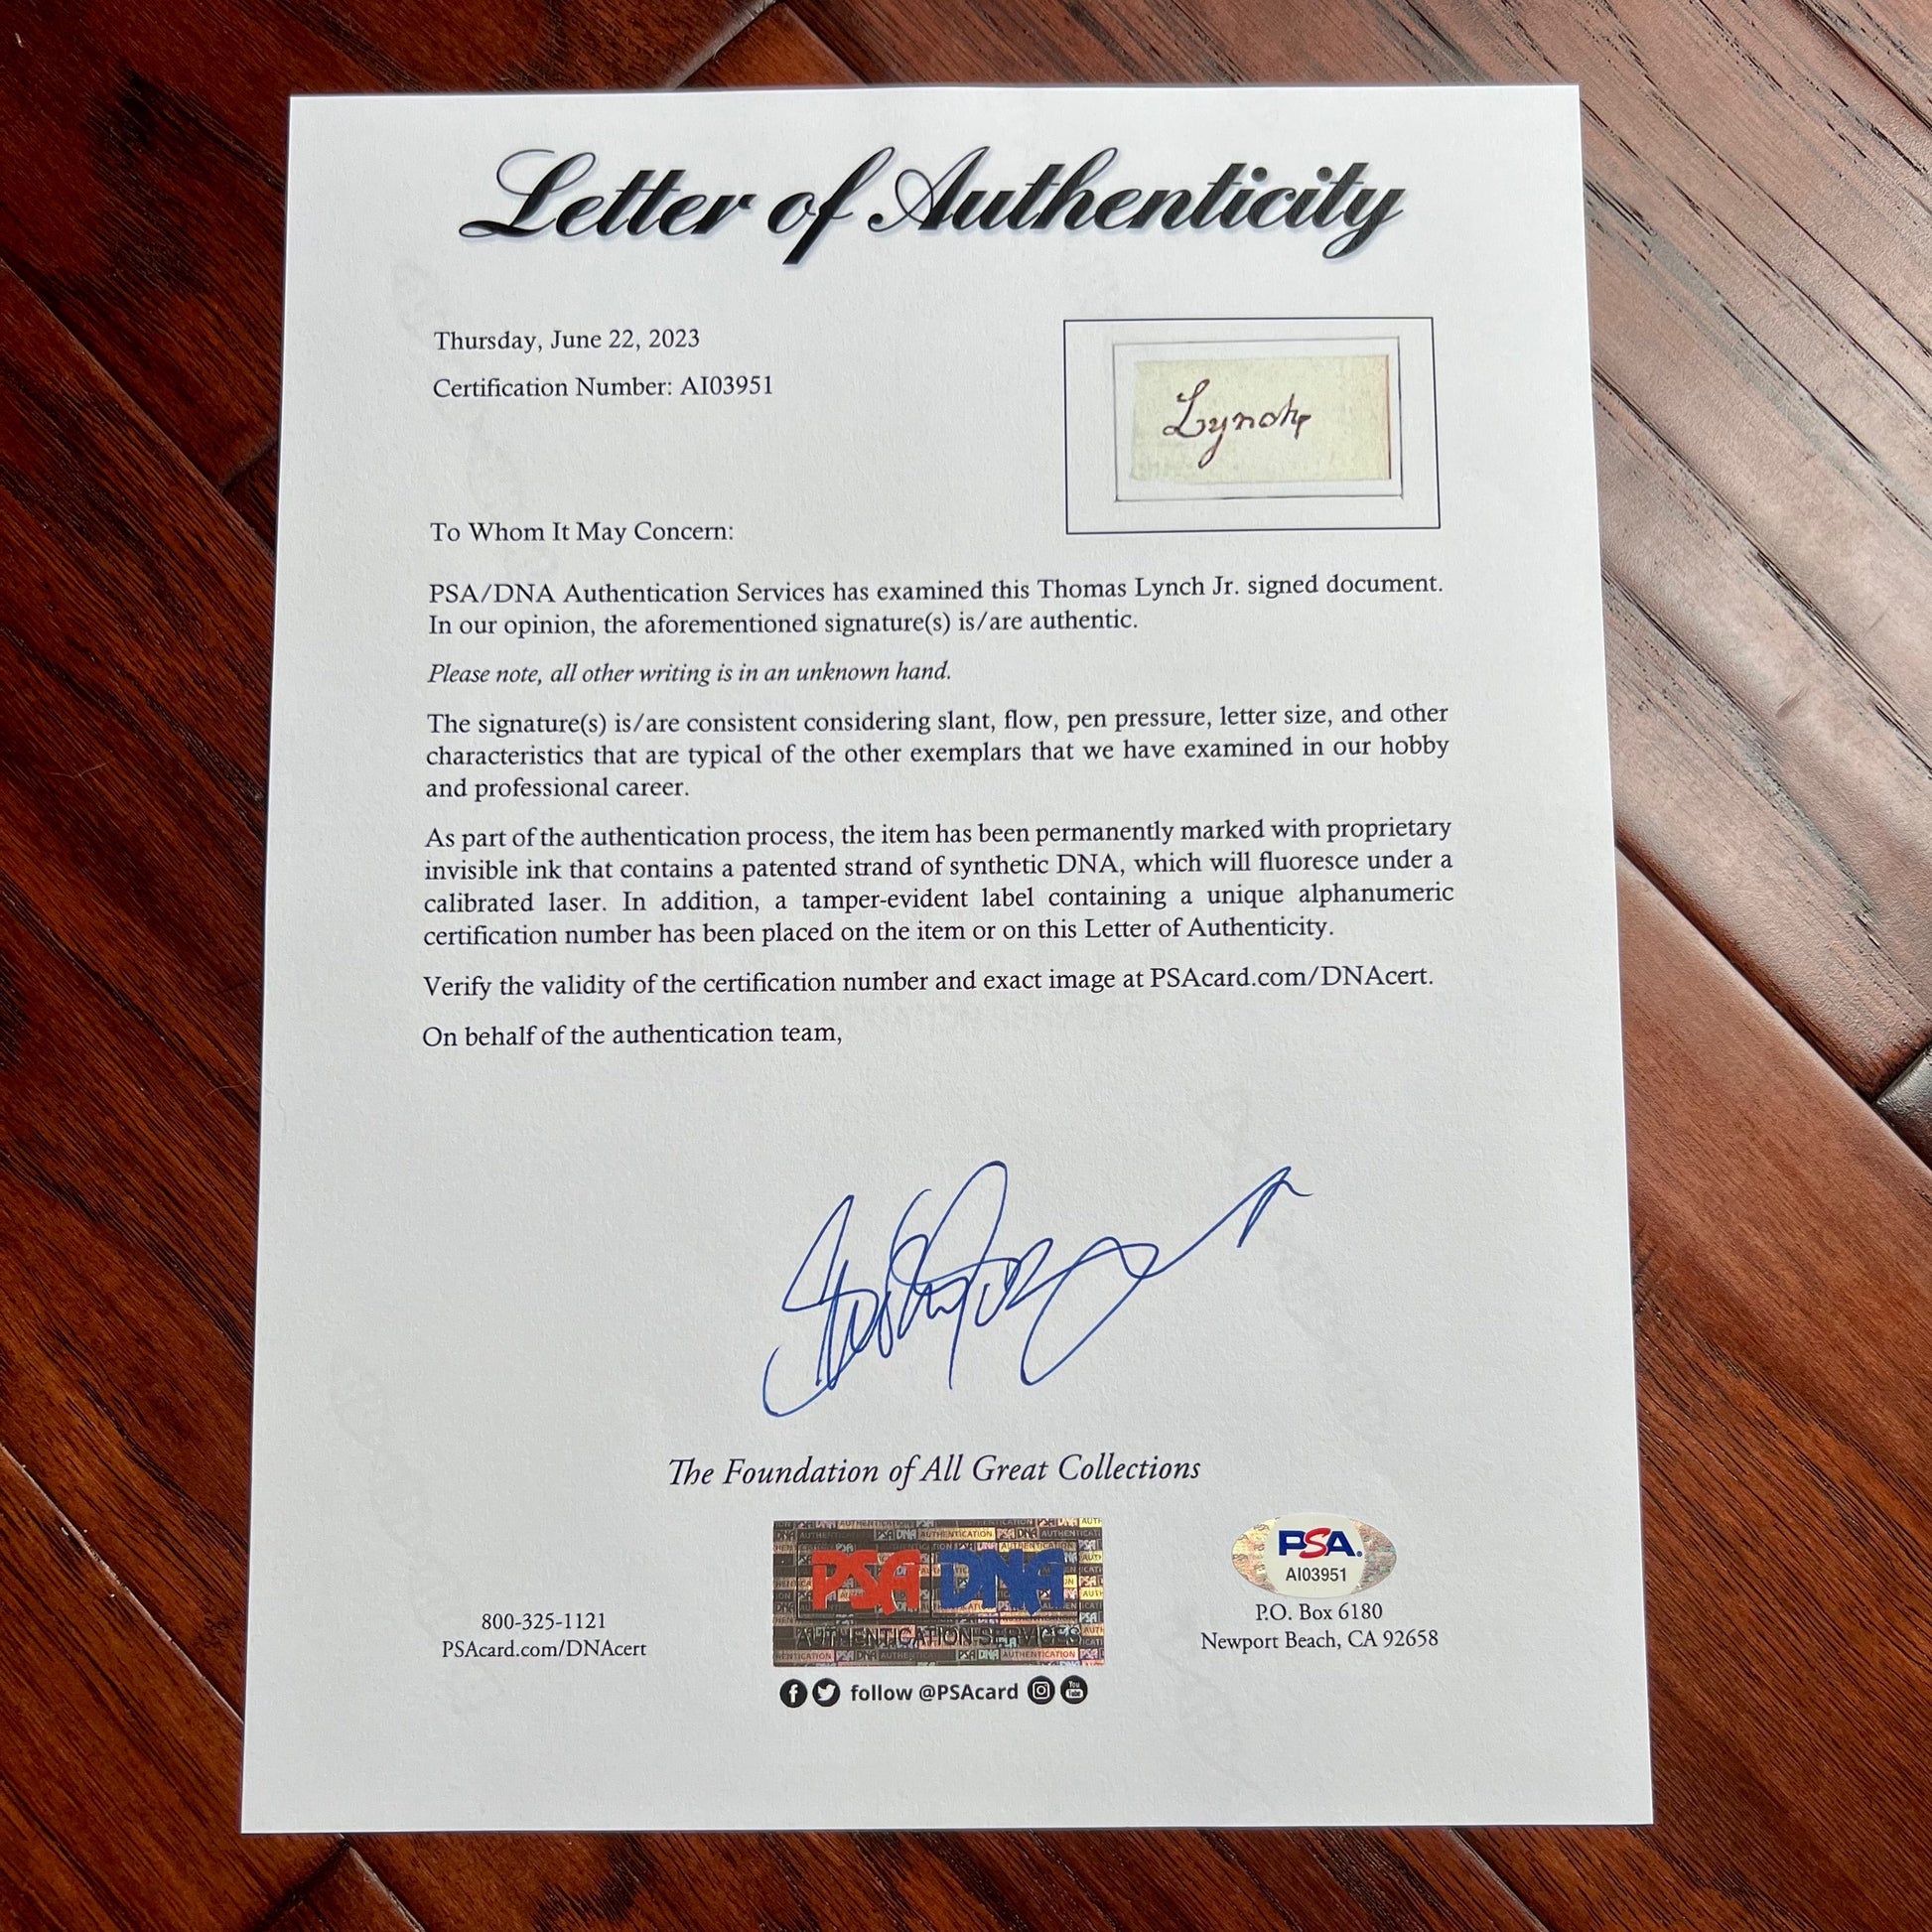 Letter of Authenticity
Thursday, June 22, 2023
Certification Number: AI03951
Lynch
To Whom It May Concern:
PSA/DNA Authentication Services has examined this Thomas Lynch Jr. signed document.
In our opinion, the aforementioned signature(s) is/are authentic.
Please note, all other writing is in an unknown hand.
The signature(s) is/are consistent considering slant, flow, pen pressure, letter size, and other
characteristics that are typical of the other exemplars that we have examined in our hobby
and professional career.
As part of the authentication process, the item has been permanently marked with proprietary
invisible ink that contains a patented strand of synthetic DNA, which will fluoresce under a
calibrated laser. In addition, a tamper-evident label containing a unique alphanumeric
certification number has been placed on the item or on this Letter of Authenticity.
Verify the validity of the certification number and exact image at PSAcard.com/DNAcert.
On behalf of the authentication team,
The Foundation of All Great Collections
800-325-1121
PSAcard.com/DNAcert
PSA DNA
AUTHENTICATION SERVICES
follow @PSAcard
PSA
AI03951
P.O. Box 6180
Newport Beach, CA 92658